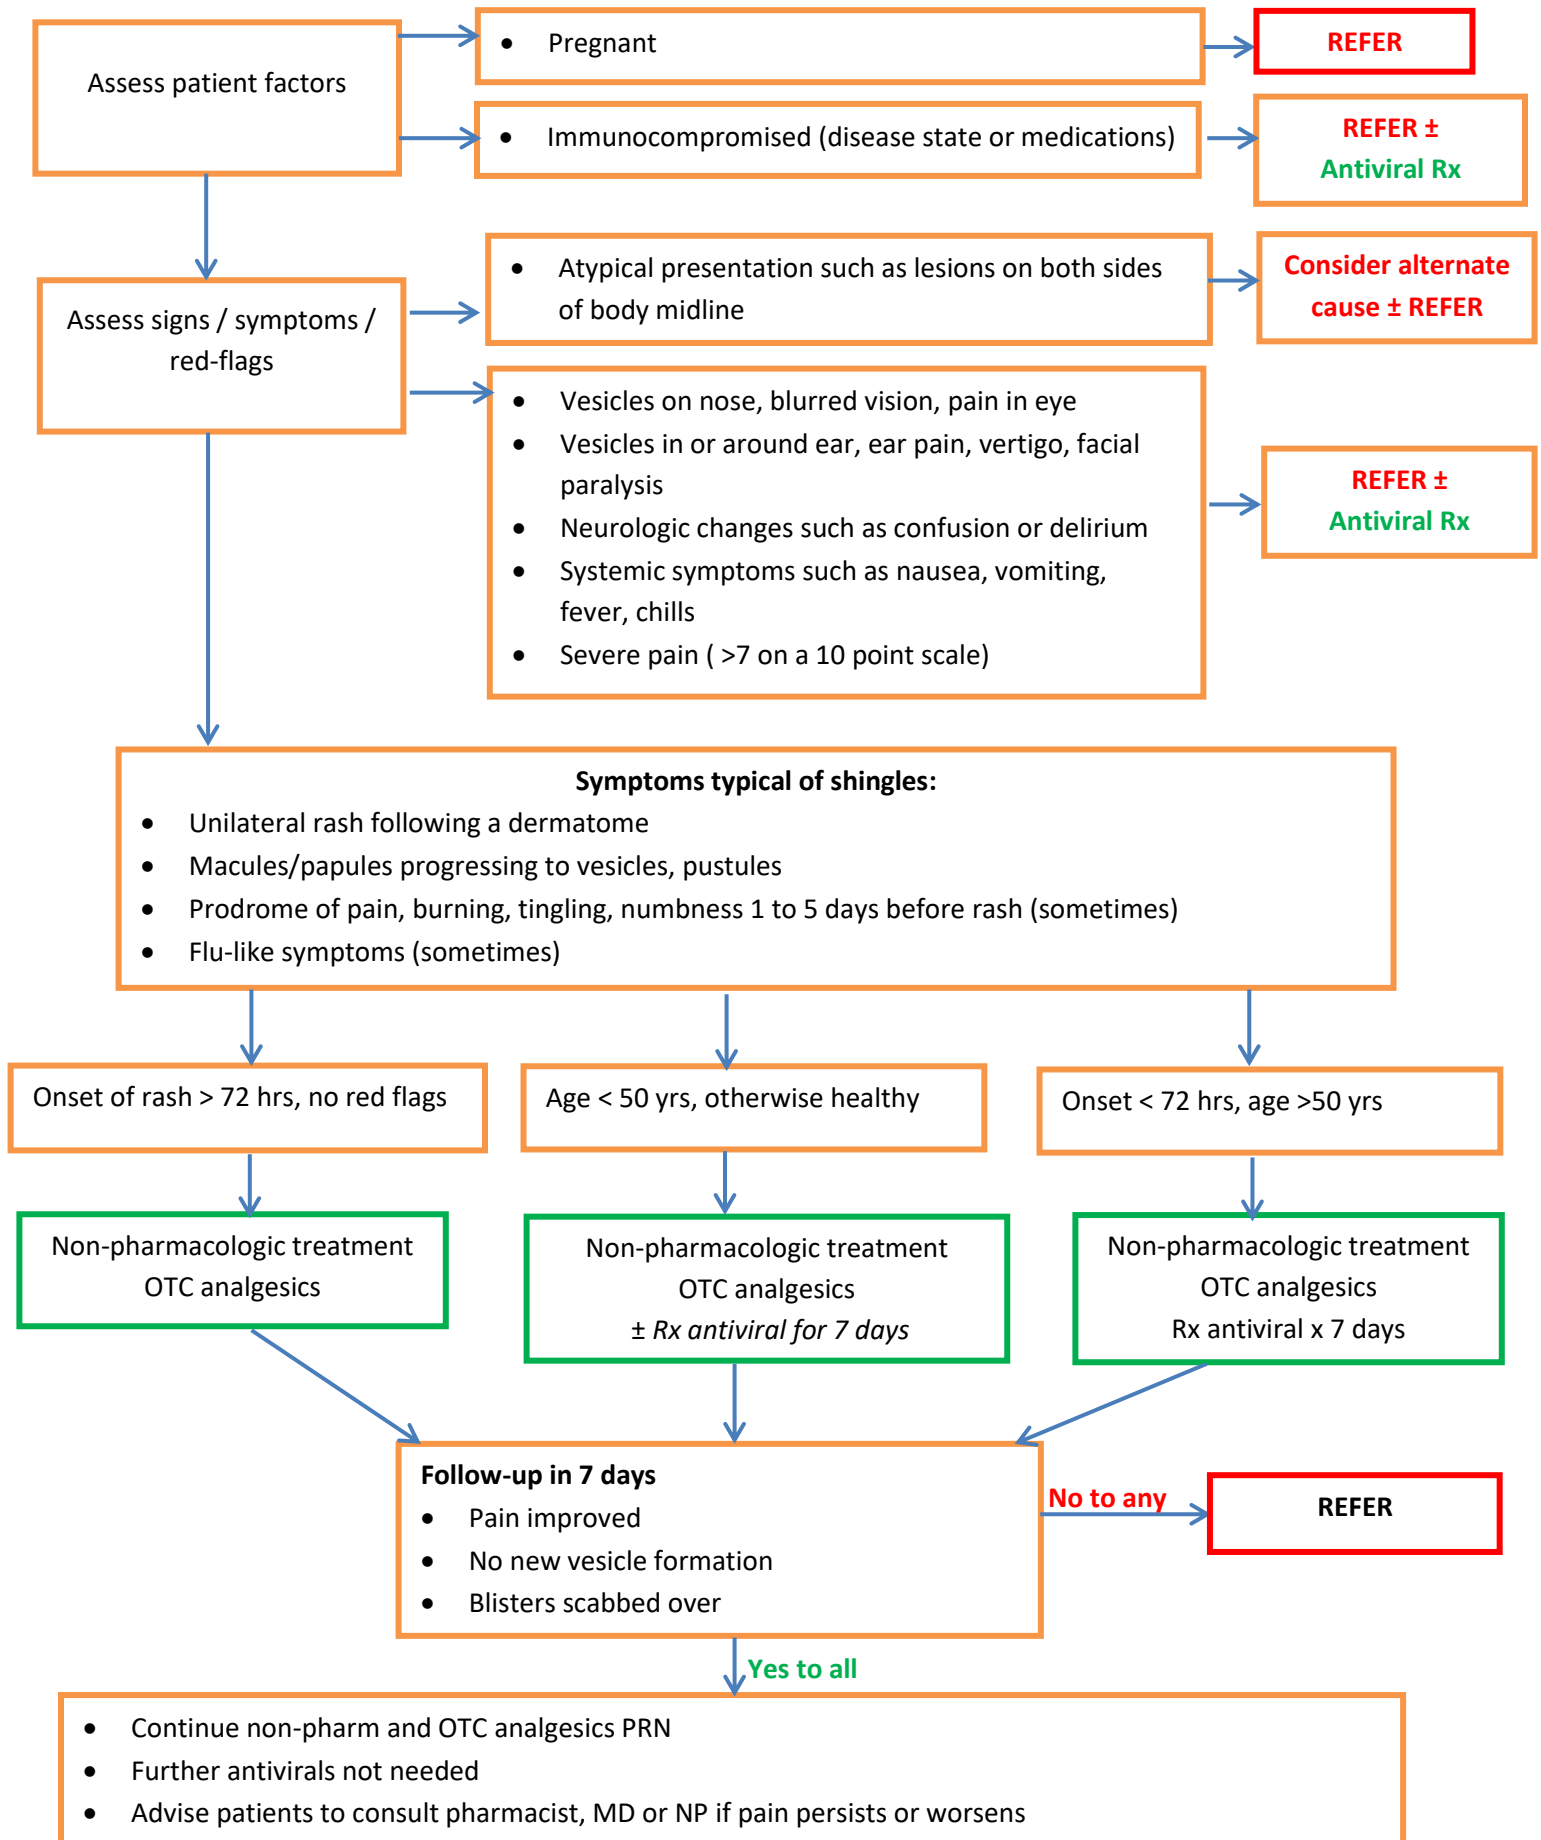 Assess patient factors
• Pregnant
REFER
• Immunocompromised (disease state or medications)
REFER ±
Antiviral Rx
Assess signs / symptoms /
red-flags
• Atypical presentation such as lesions on both sides
of body midline
Consider alternate
cause ± REFER
• Vesicles on nose, blurred vision, pain in eye
• Vesicles in or around ear, ear pain, vertigo, facial
paralysis
• Neurologic changes such as confusion or delirium
• Systemic symptoms such as nausea, vomiting,
fever, chills
• Severe pain ( >7 on a 10 point scale)
REFER ±
Antiviral Rx
Symptoms typical of shingles:
• Unilateral rash following a dermatome
• Macules/papules progressing to vesicles, pustules
• Prodrome of pain, burning, tingling, numbness 1 to 5 days before rash (sometimes)
• Flu-like symptoms (sometimes)
Onset of rash > 72 hrs, no red flags
Age < 50 yrs, otherwise healthy
Onset < 72 hrs, age >50 yrs
Non-pharmacologic treatment
OTC analgesics
Non-pharmacologic treatment
OTC analgesics
± Rx antiviral for 7 days
Non-pharmacologic treatment
OTC analgesics
Rx antiviral x 7 days
Follow-up in 7 days
• Pain improved
• No new vesicle formation
• Blisters scabbed over
No to any
REFER
Yes to all
• Continue non-pharm and OTC analgesics PRN
• Further antivirals not needed
• Advise patients to consult pharmacist, MD or NP if pain persists or worsens